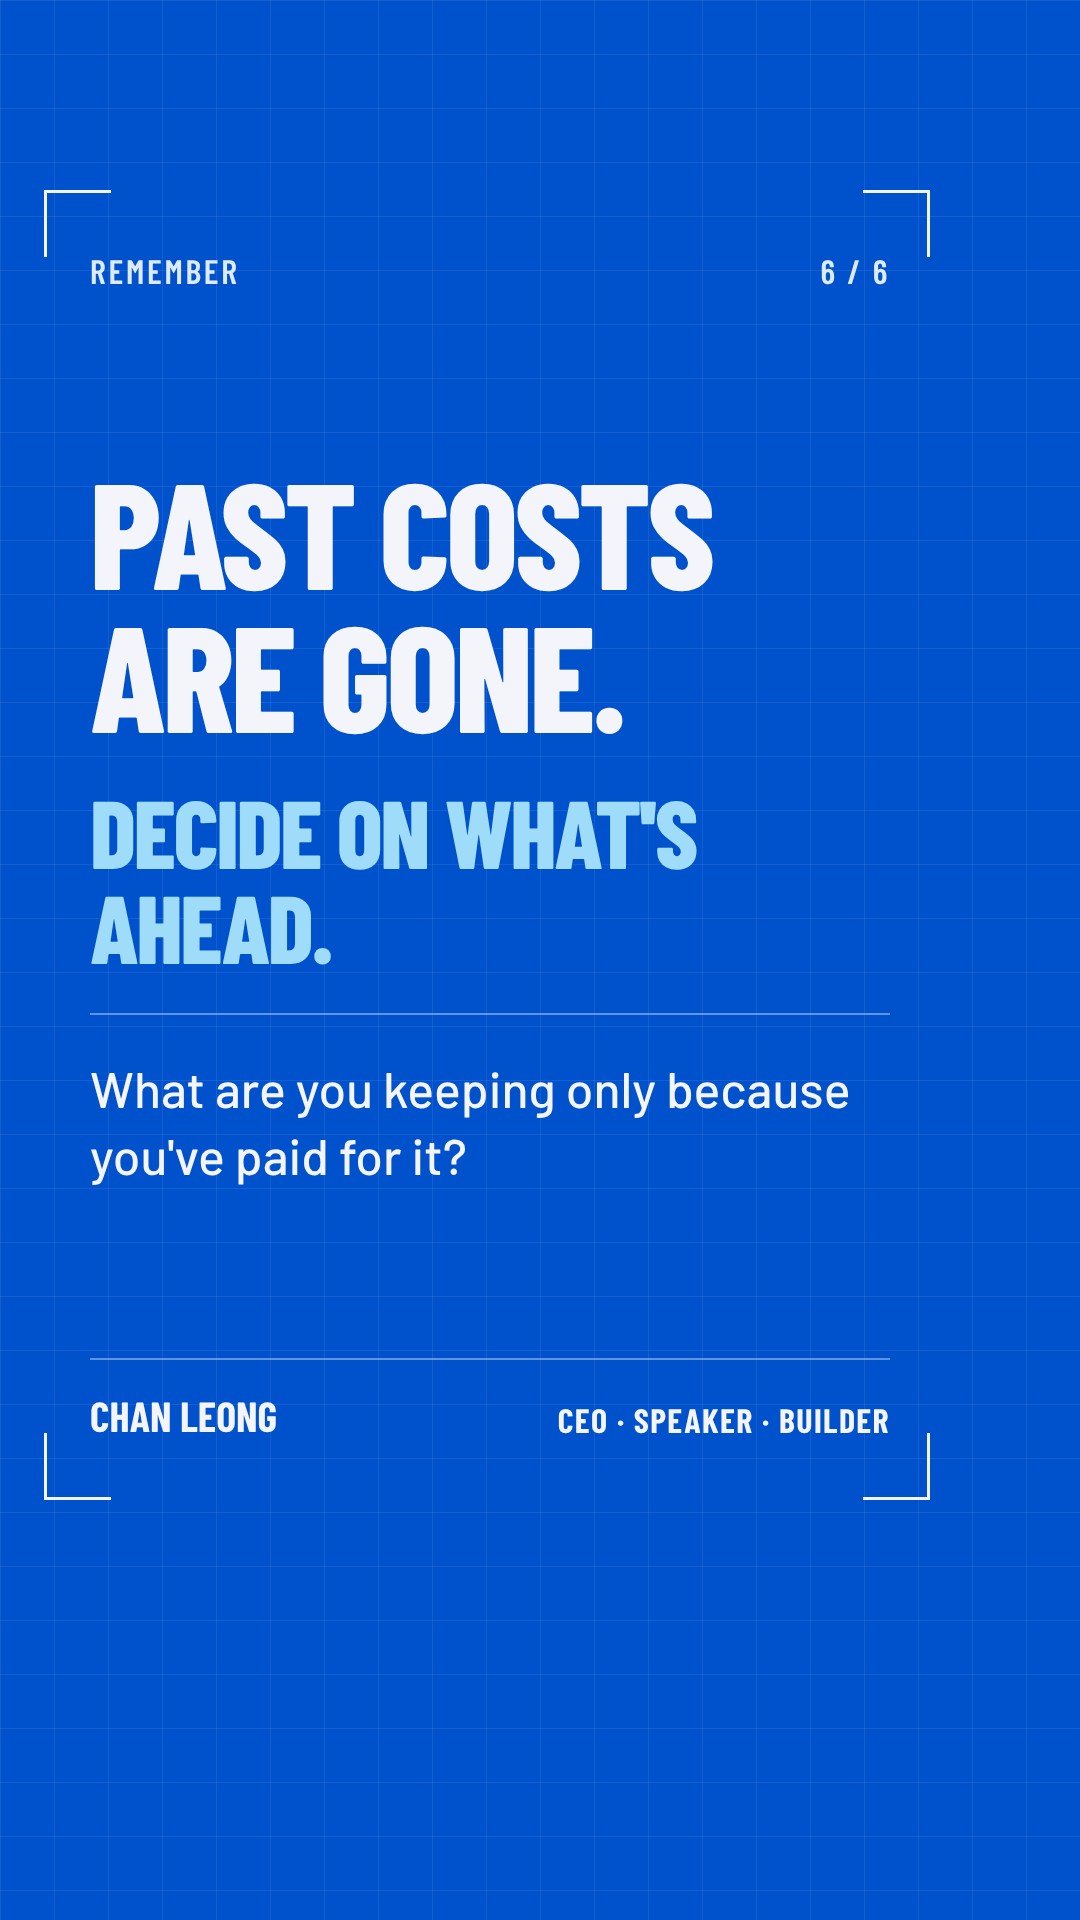 REMEMBER
6 / 6
PAST COSTS
ARE GONE.
DECIDE ON WHAT'S
AHEAD.
What are you keeping only because
you've paid for it?
CHAN LEONG
CEO · SPEAKER · BUILDER